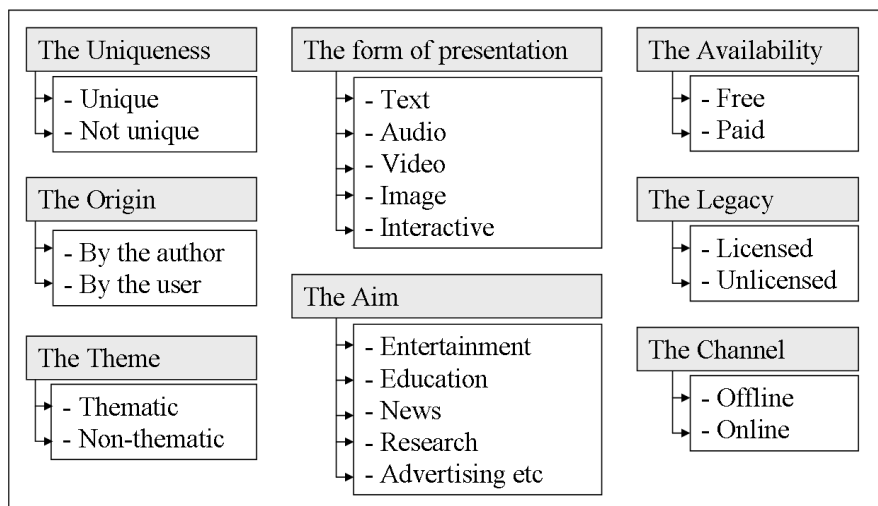 The Uniqueness
- Unique
- Not unique
The Origin
- By the author
- By the user
The Theme
- Thematic
- Non-thematic
The form of presentation
- Text
- Audio
- Video
- Image
- Interactive
The Aim
- Entertainment
- Education
- News
- Research
- Advertising etc
The Availability
- Free
- Paid
The Legacy
- Licensed
- Unlicensed
The Channel
- Offline
- Online